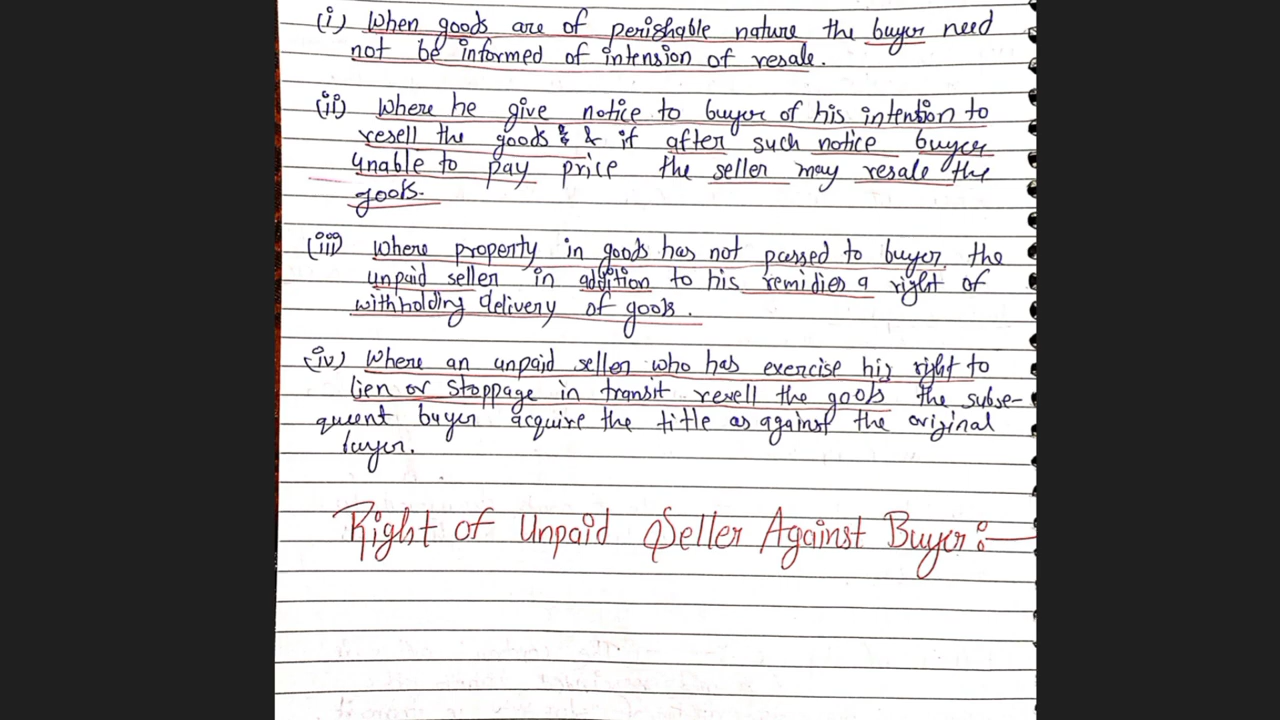 (i) When goods are of perishable nature the buyer need
not be informed of intension of resale.
(ii) Where he give notice to buyer of his intention to
resell the goods & if after such notice buyer
unable to pay price the seller may resale the
goods.
(iii) Where property in goods has not passed to buyer, the
unpaid seller in addition to his remidies a right of
withholding delivery of goods.
(iv) Where an unpaid seller who has exercise his right to
lien or stoppage in transit resell the goods the subse-
quent buyer acquire the title as against the original
buyer.
Right of Unpaid Seller Against Buyer:-